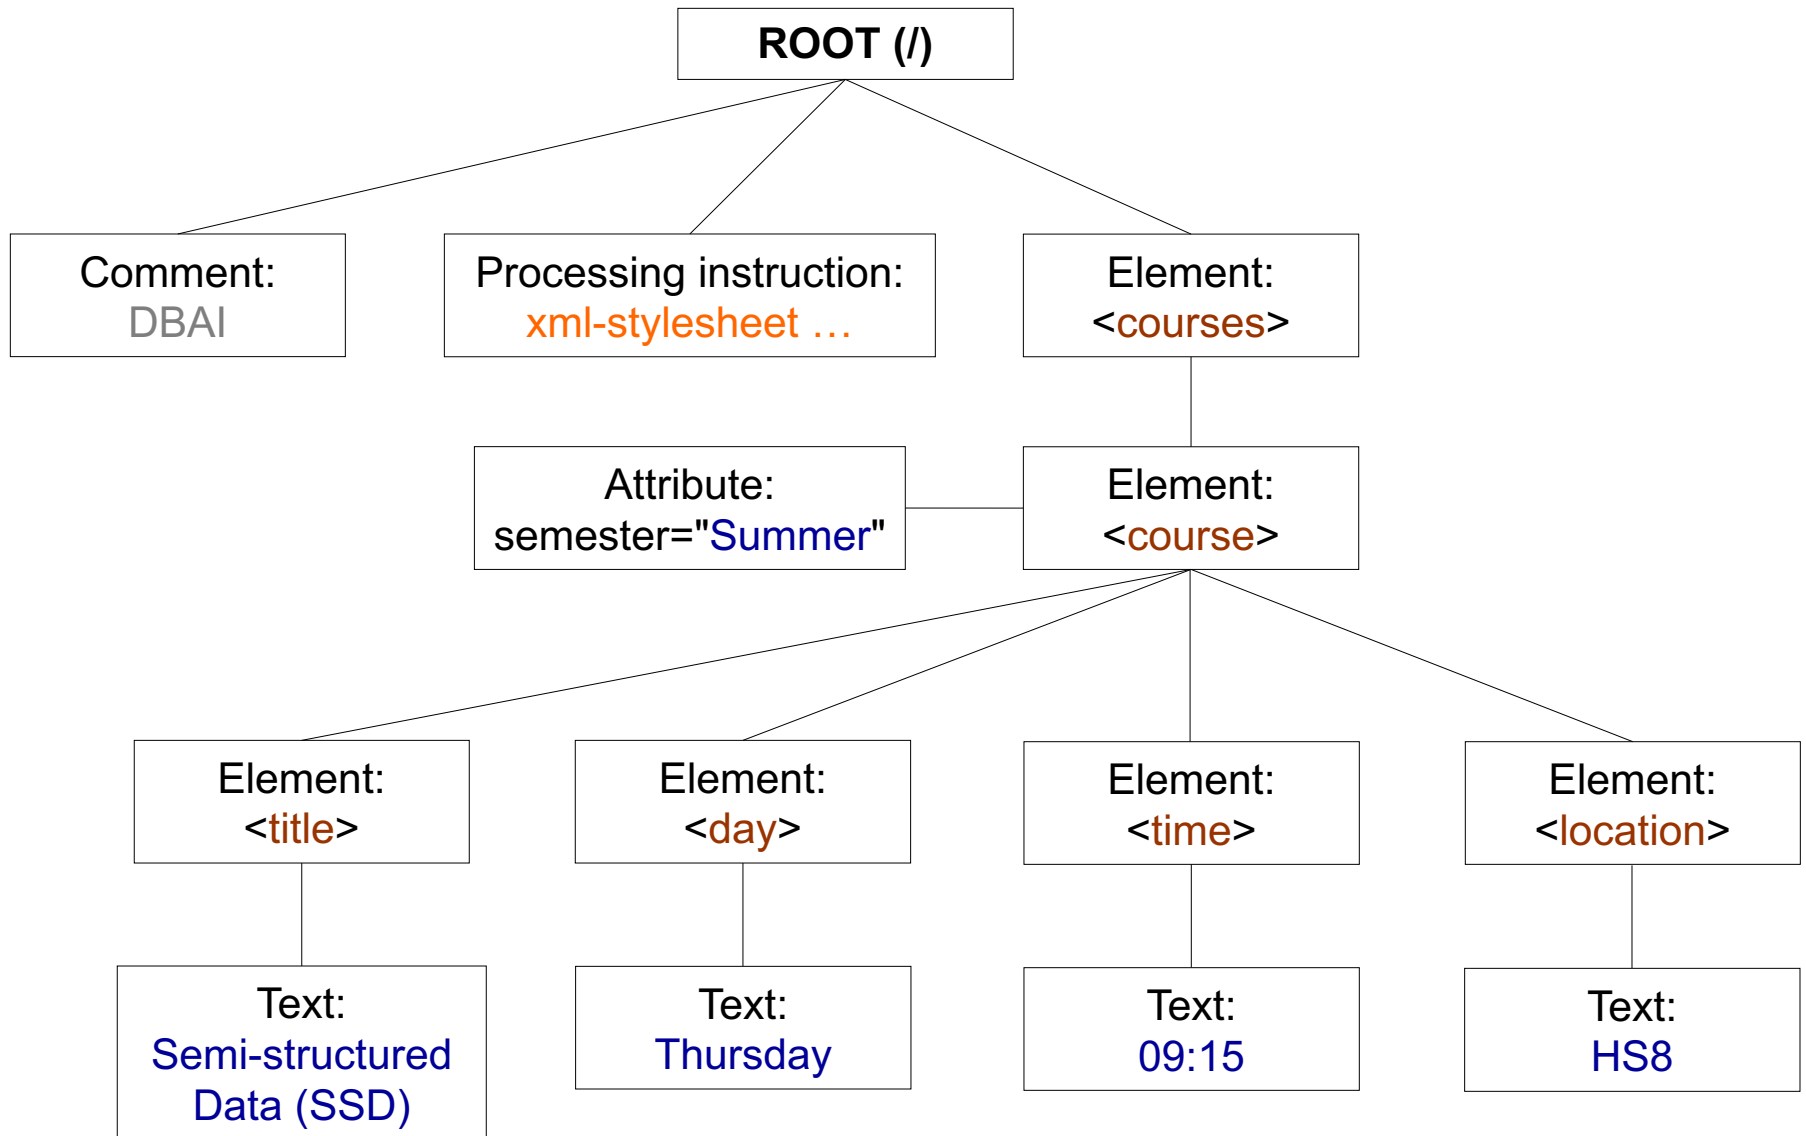 ROOT (/)
Comment:
DBAI
Processing instruction:
xml-stylesheet …
Element:
<courses>
Attribute:
semester="Summer"
Element:
<course>
Element:
<title>
Element:
<day>
Element:
<time>
Element:
<location>
Text:
Semi-structured
Data (SSD)
Text:
Thursday
Text:
09:15
Text:
HS8